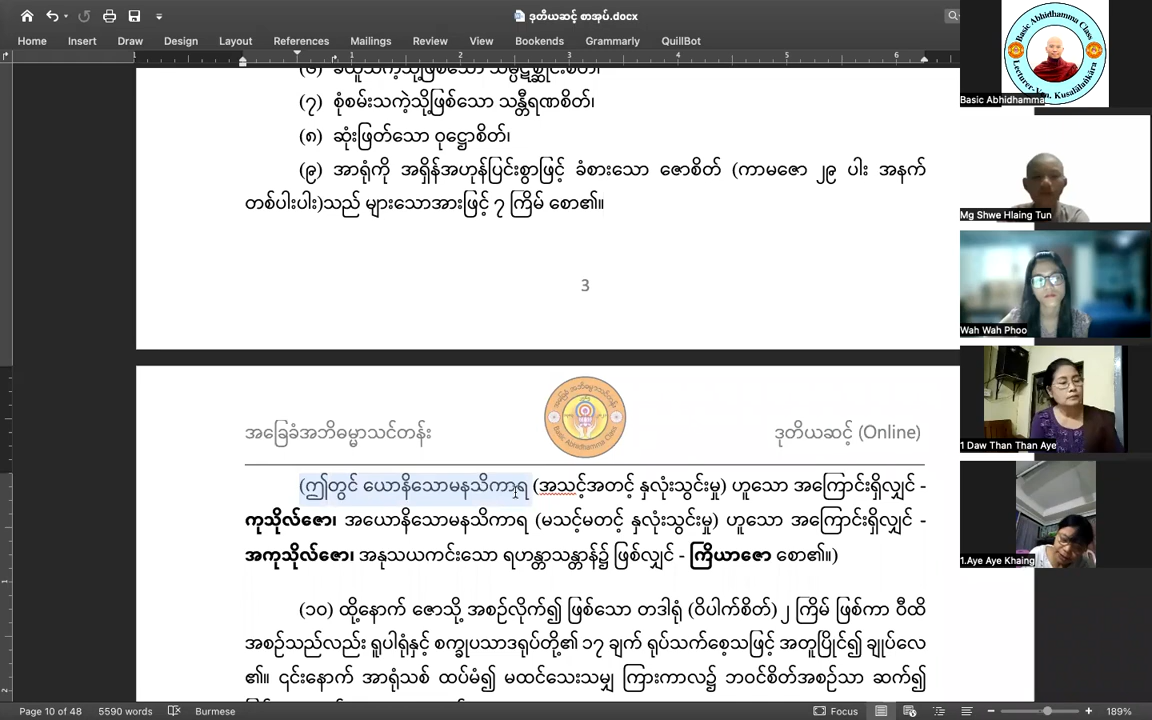 ဒုတိယဆင့် စာအုပ်.docx
Home Insert Draw Design Layout References Mailings Review View Bookends Grammarly QuillBot
1 1 2 3 4 5 6
(၇) စုံစမ်းသကဲ့သို့ဖြစ်သော သန္တီရဏစိတ်၊
(၈) ဆုံးဖြတ်သော ဝုဋ္ဌောစိတ်၊
(၉) အာရုံကို အရှိန်အဟုန်ပြင်းစွာဖြင့် ခံစားသော ဇောစိတ် (ကာမဇော ၂၉ ပါး အနက်
တစ်ပါးပါး)သည် များသောအားဖြင့် ၇ ကြိမ် စော၏။
3
အခြေခံအဘိဓမ္မာသင်တန်း
Basic Abhidhamma Class
ဒုတိယဆင့် (Online)
(ဤတွင် ယောနိသောမနသိကာရ (အသင့်အတင့် နှလုံးသွင်းမှု) ဟူသော အကြောင်းရှိလျှင် -
ကုသိုလ်ဇော၊ အယောနိသောမနသိကာရ (မသင့်မတင့် နှလုံးသွင်းမှု) ဟူသော အကြောင်းရှိလျှင် -
အကုသိုလ်ဇော၊ အနုသယကင်းသော ရဟန္တာသန္တာန်၌ ဖြစ်လျှင် - ကြိယာဇော စော၏။)
(၁၀) ထို့နောက် ဇောသို့ အစဉ်လိုက်၍ ဖြစ်သော တဒါရုံ (ဝိပါက်စိတ်) ၂ ကြိမ် ဖြစ်ကာ ဝီထိ
အစဉ်သည်လည်း ရူပါရုံနှင့် စက္ခုပသာဒရုပ်တို့၏ ၁၇ ချက် ရုပ်သက်စေ့သဖြင့် အတူပြိုင်၍ ချုပ်လေ
၏။ ၎င်းနောက် အာရုံသစ် ထပ်မံ၍ မထင်သေးသမျှ ကြားကာလ၌ ဘဝင်စိတ်အစဉ်သာ ဆက်၍
Page 10 of 48 5590 words Burmese Focus 189%
Basic Abhidhamma Class
Lecturer-Ven. Kusalālaṅkāra
Basic Abhidhamma
Mg Shwe Hlaing Tun
Wah Wah Phoo
1 Daw Than Than Aye
1.Aye Aye Khaing